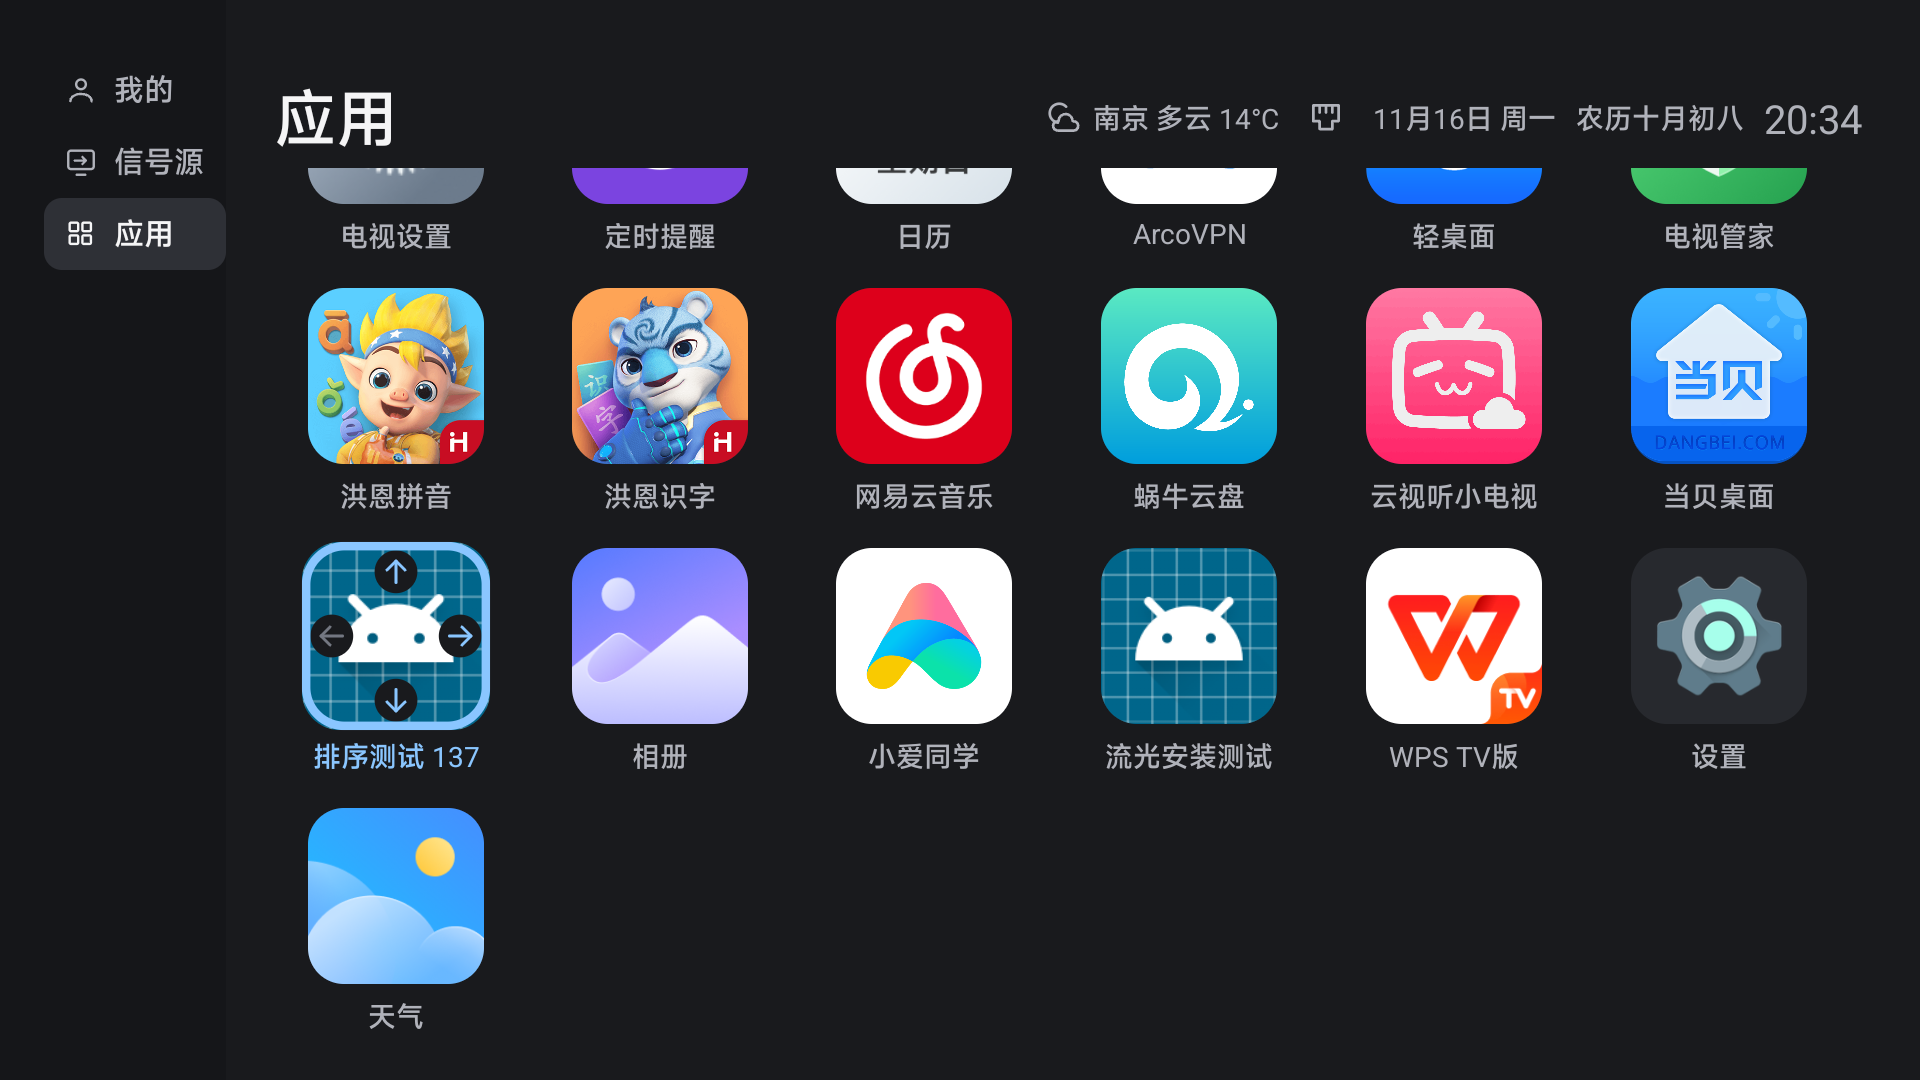 我的
信号源
应用
应用
南京 多云 14°C
11月16日 周一
农历十月初八
20:34
电视设置
定时提醒
日历
ArcoVPN
轻桌面
电视管家
识
字
当贝
DANGBEI.COM
洪恩拼音
洪恩识字
网易云音乐
蜗牛云盘
云视听小电视
当贝桌面
TV
排序测试 137
相册
小爱同学
流光安装测试
WPS TV版
设置
天气